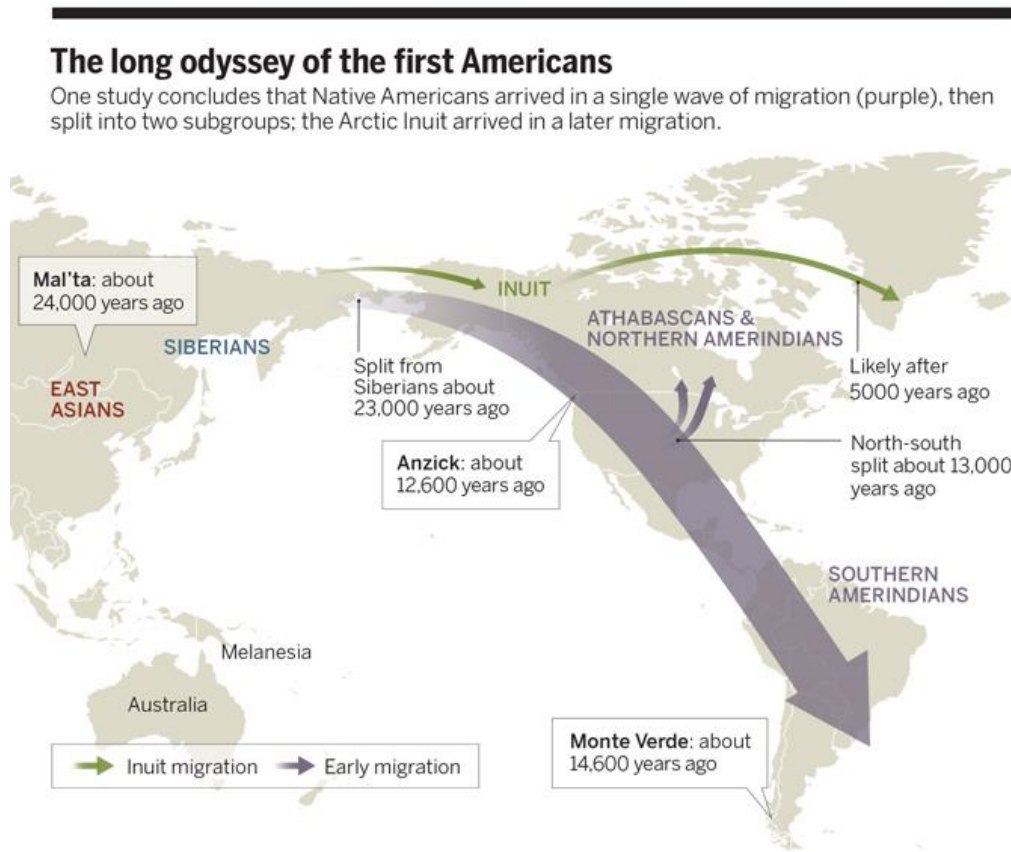 The long odyssey of the first Americans
One study concludes that Native Americans arrived in a single wave of migration (purple), then
split into two subgroups; the Arctic Inuit arrived in a later migration.
Mal'ta: about
24,000 years ago
SIBERIANS
EAST
ASIANS
INUIT
ATHABASCANS &
NORTHERN AMERINDIANS
Split from
Siberians about
23,000 years ago
Likely after
5000 years ago
Anzick: about
12,600 years ago
North-south
split about 13,000
years ago
SOUTHERN
AMERINDIANS
Melanesia
Australia
Monte Verde: about
14,600 years ago
Inuit migration
Early migration